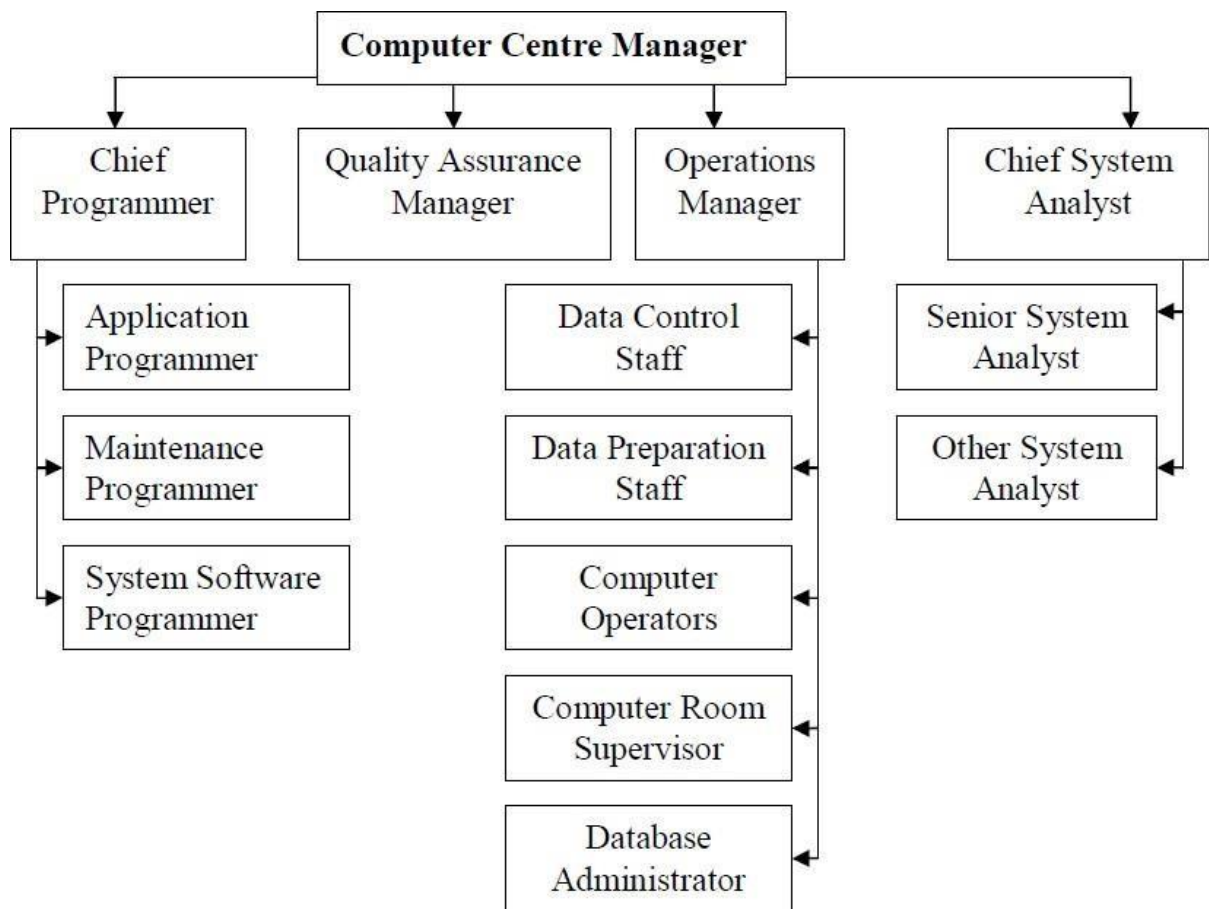 Computer Centre Manager
Chief
Programmer
Quality Assurance
Manager
Operations
Manager
Chief System
Analyst
Application
Programmer
Maintenance
Programmer
System Software
Programmer
Data Control
Staff
Data Preparation
Staff
Computer
Operators
Computer Room
Supervisor
Database
Administrator
Senior System
Analyst
Other System
Analyst